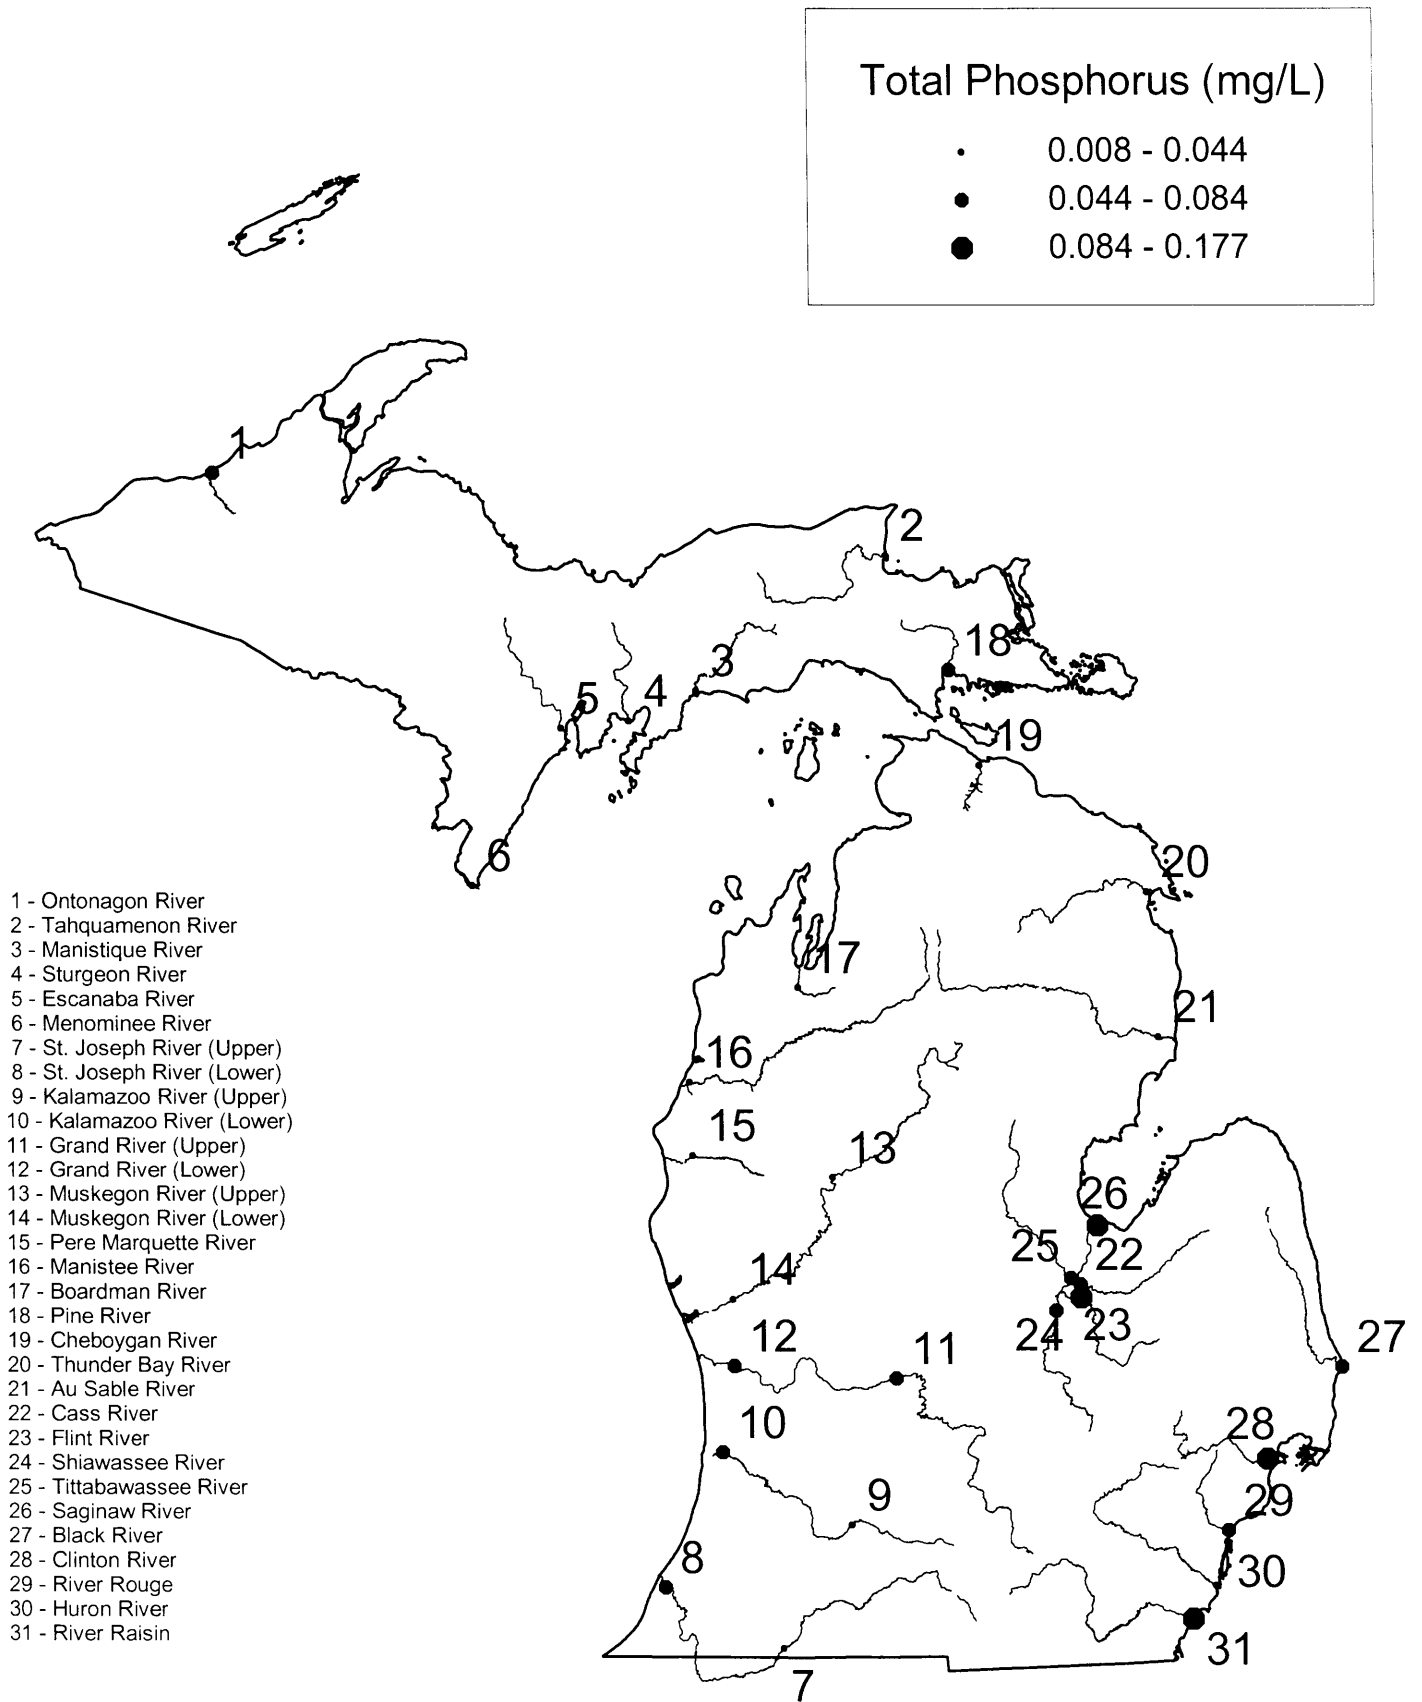 Total Phosphorus (mg/L)
0.008 - 0.044
0.044 - 0.084
0.084 - 0.177
1
2
18
3
5
4
19
6
20
17
21
16
15
13
26
25
22
14
24
23
12
11
27
10
28
9
29
8
30
31
7
1 - Ontonagon River
2 - Tahquamenon River
3 - Manistique River
4 - Sturgeon River
5 - Escanaba River
6 - Menominee River
7 - St. Joseph River (Upper)
8 - St. Joseph River (Lower)
9 - Kalamazoo River (Upper)
10 - Kalamazoo River (Lower)
11 - Grand River (Upper)
12 - Grand River (Lower)
13 - Muskegon River (Upper)
14 - Muskegon River (Lower)
15 - Pere Marquette River
16 - Manistee River
17 - Boardman River
18 - Pine River
19 - Cheboygan River
20 - Thunder Bay River
21 - Au Sable River
22 - Cass River
23 - Flint River
24 - Shiawassee River
25 - Tittabawassee River
26 - Saginaw River
27 - Black River
28 - Clinton River
29 - River Rouge
30 - Huron River
31 - River Raisin